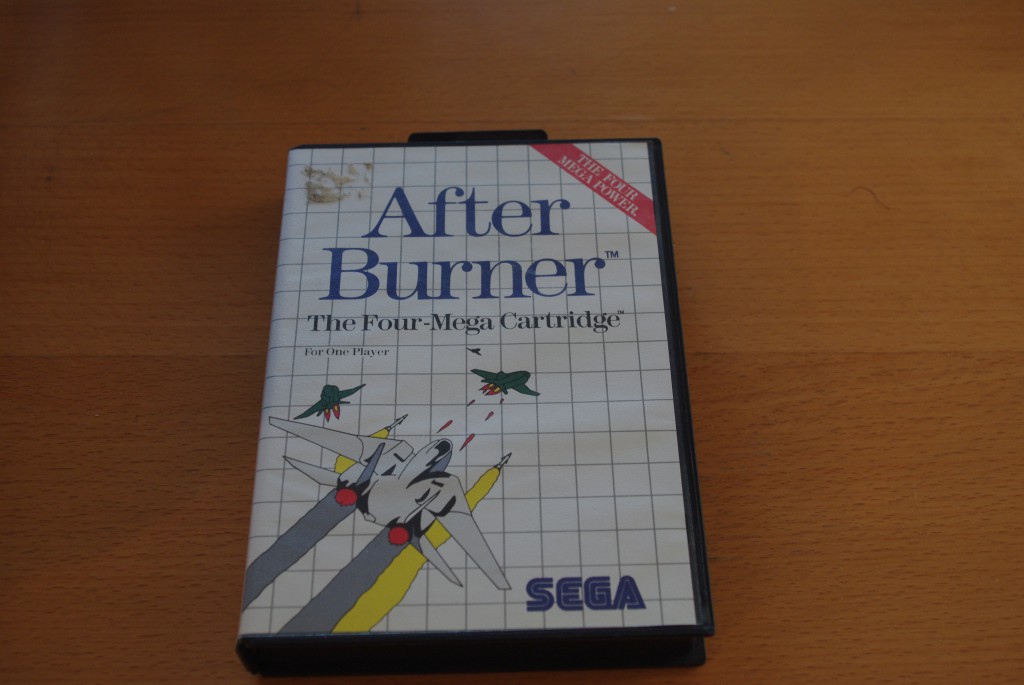 THE FOUR
MEGA POWER
After
Burner™
The Four-Mega Cartridge™
For One Player
SEGA